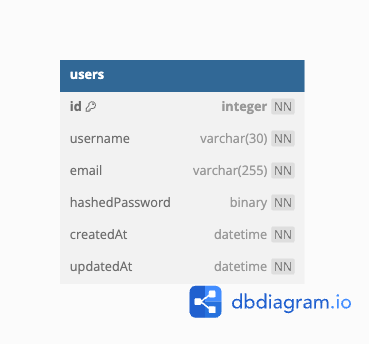 users
id integer NN
username varchar(30) NN
email varchar(255) NN
hashedPassword binary NN
createdAt datetime NN
updatedAt datetime NN
dbdiagram.io